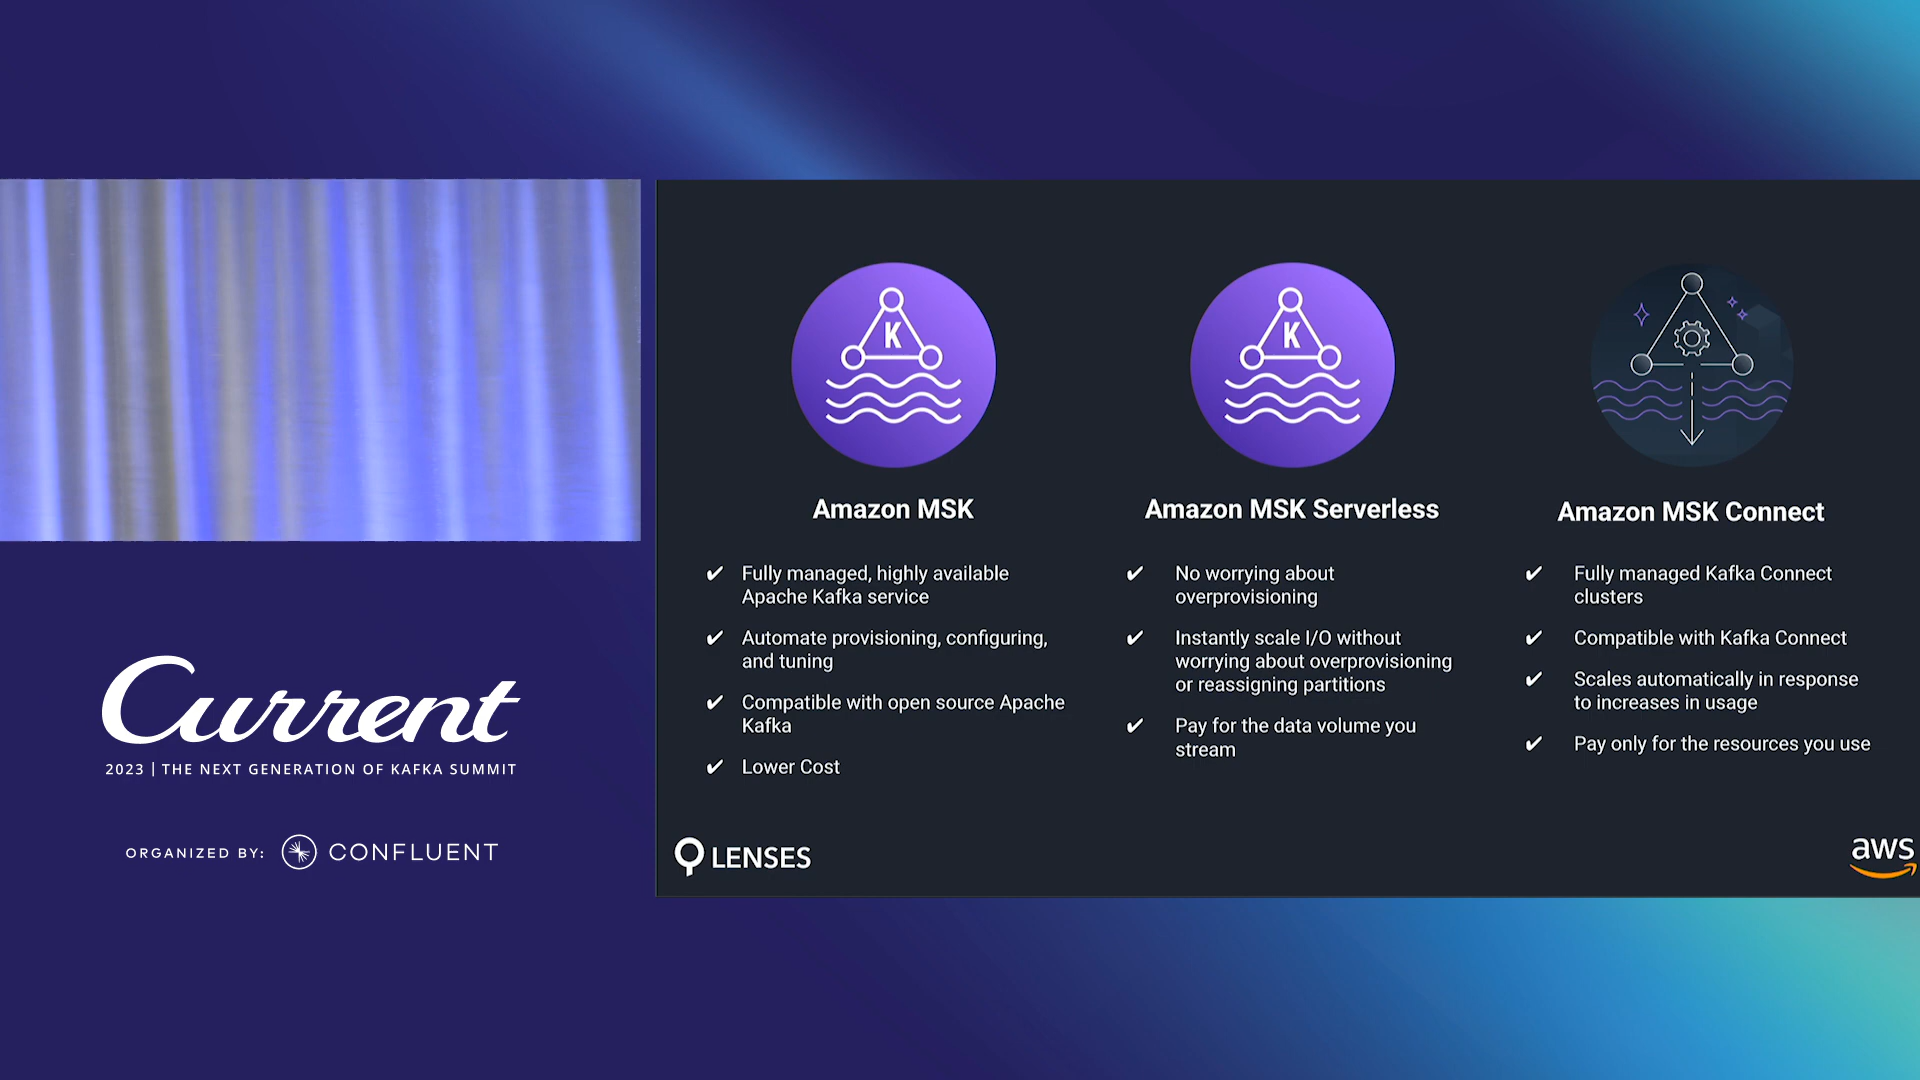 Current
2023 | THE NEXT GENERATION OF KAFKA SUMMIT
ORGANIZED BY: CONFLUENT
K
Amazon MSK
✔ Fully managed, highly available
Apache Kafka service
✔ Automate provisioning, configuring,
and tuning
✔ Compatible with open source Apache
Kafka
✔ Lower Cost
K
Amazon MSK Serverless
✔ No worrying about
overprovisioning
✔ Instantly scale I/O without
worrying about overprovisioning
or reassigning partitions
✔ Pay for the data volume you
stream
Amazon MSK Connect
✔ Fully managed Kafka Connect
clusters
✔ Compatible with Kafka Connect
✔ Scales automatically in response
to increases in usage
✔ Pay only for the resources you use
LENSES
aws